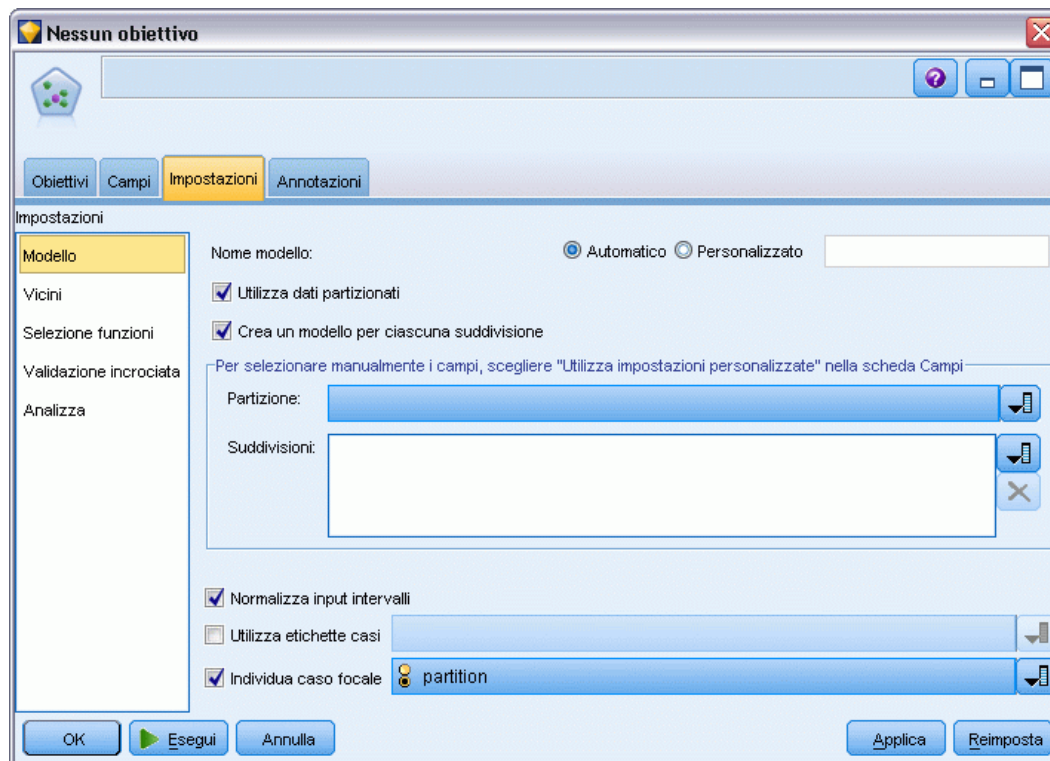 Nessun obiettivo
Obiettivi Campi Impostazioni Annotazioni
Impostazioni
Modello
Vicini
Selezione funzioni
Validazione incrociata
Analizza
Nome modello: Automatico Personalizzato
Utilizza dati partizionati
Crea un modello per ciascuna suddivisione
Per selezionare manualmente i campi, scegliere "Utilizza impostazioni personalizzate" nella scheda Campi
Partizione:
Suddivisioni:
Normalizza input intervalli
Utilizza etichette casi
Individua caso focale partition
OK Esegui Annulla Applica Reimposta